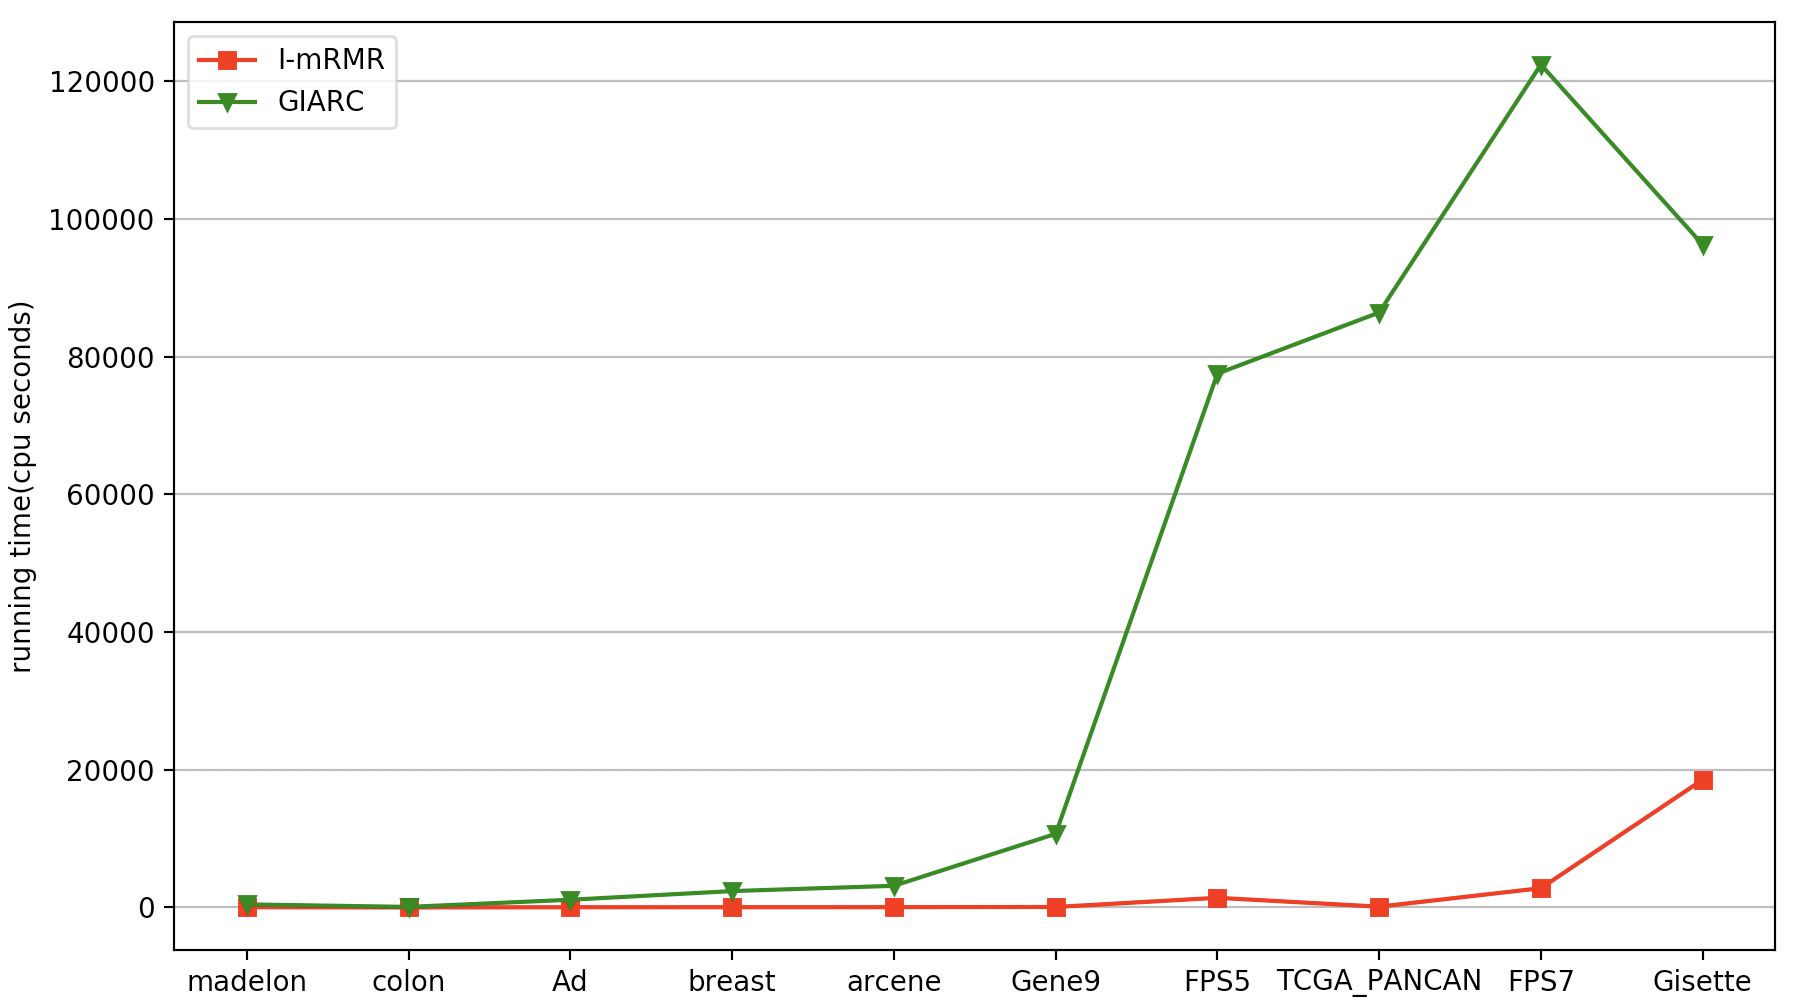 I-mRMR
GIARC
running time(cpu seconds)
120000
100000
80000
60000
40000
20000
0
madelon colon Ad breast arcene Gene9 FPS5 TCGA_PANCAN FPS7 Gisette